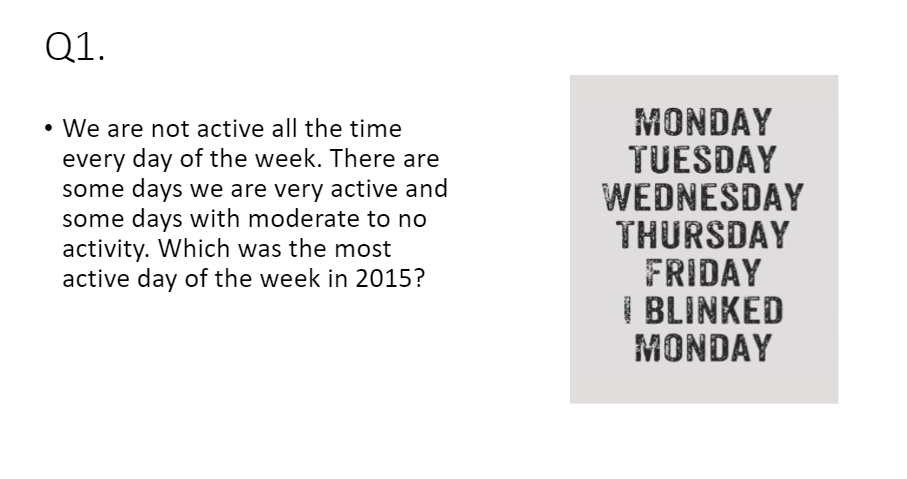 Q1.
• We are not active all the time
every day of the week. There are
some days we are very active and
some days with moderate to no
activity. Which was the most
active day of the week in 2015?
MONDAY
TUESDAY
WEDNESDAY
THURSDAY
FRIDAY
I BLINKED
MONDAY